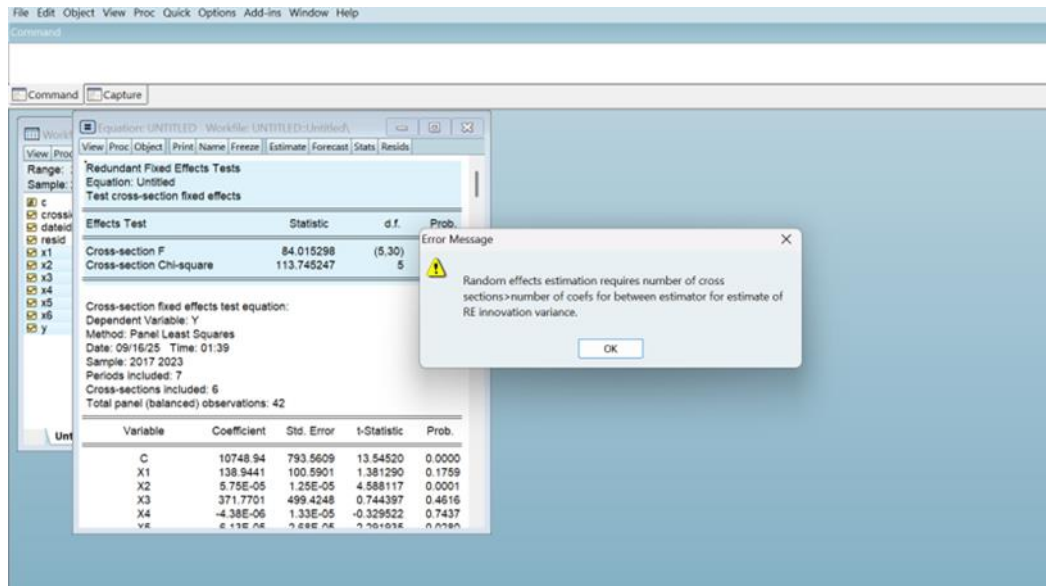 File Edit Object View Proc Quick Options Add-ins Window Help
Command
Command Capture
Equation: UNTITLED Workfile: UNTITLED::Untitled\
View Proc Object Print Name Freeze Estimate Forecast Stats Resids
View Proc
Range:
Sample:
c
dateid
resid
x1
x2
x3
x4
x5
x6
y
Redundant Fixed Effects Tests
Equation: Untitled
Test cross-section fixed effects
Effects Test Statistic d.f. Prob.
Cross-section F 84.015298 (5,30)
Cross-section Chi-square 113.745247 5
Cross-section fixed effects test equation:
Dependent Variable: Y
Method: Panel Least Squares
Date: 09/16/25 Time: 01:39
Sample: 2017 2023
Periods included: 7
Cross-sections included: 6
Total panel (balanced) observations: 42
Variable Coefficient Std. Error t-Statistic Prob.
C 10748.94 793.5609 13.54520 0.0000
X1 138.9441 100.5901 1.381290 0.1759
X2 5.75E-05 1.25E-05 4.588117 0.0001
X3 371.7701 499.4248 0.744397 0.4616
X4 -4.38E-06 1.33E-05 -0.329522 0.7437
Error Message
Random effects estimation requires number of cross
sections>number of coefs for between estimator for estimate of
RE innovation variance.
OK